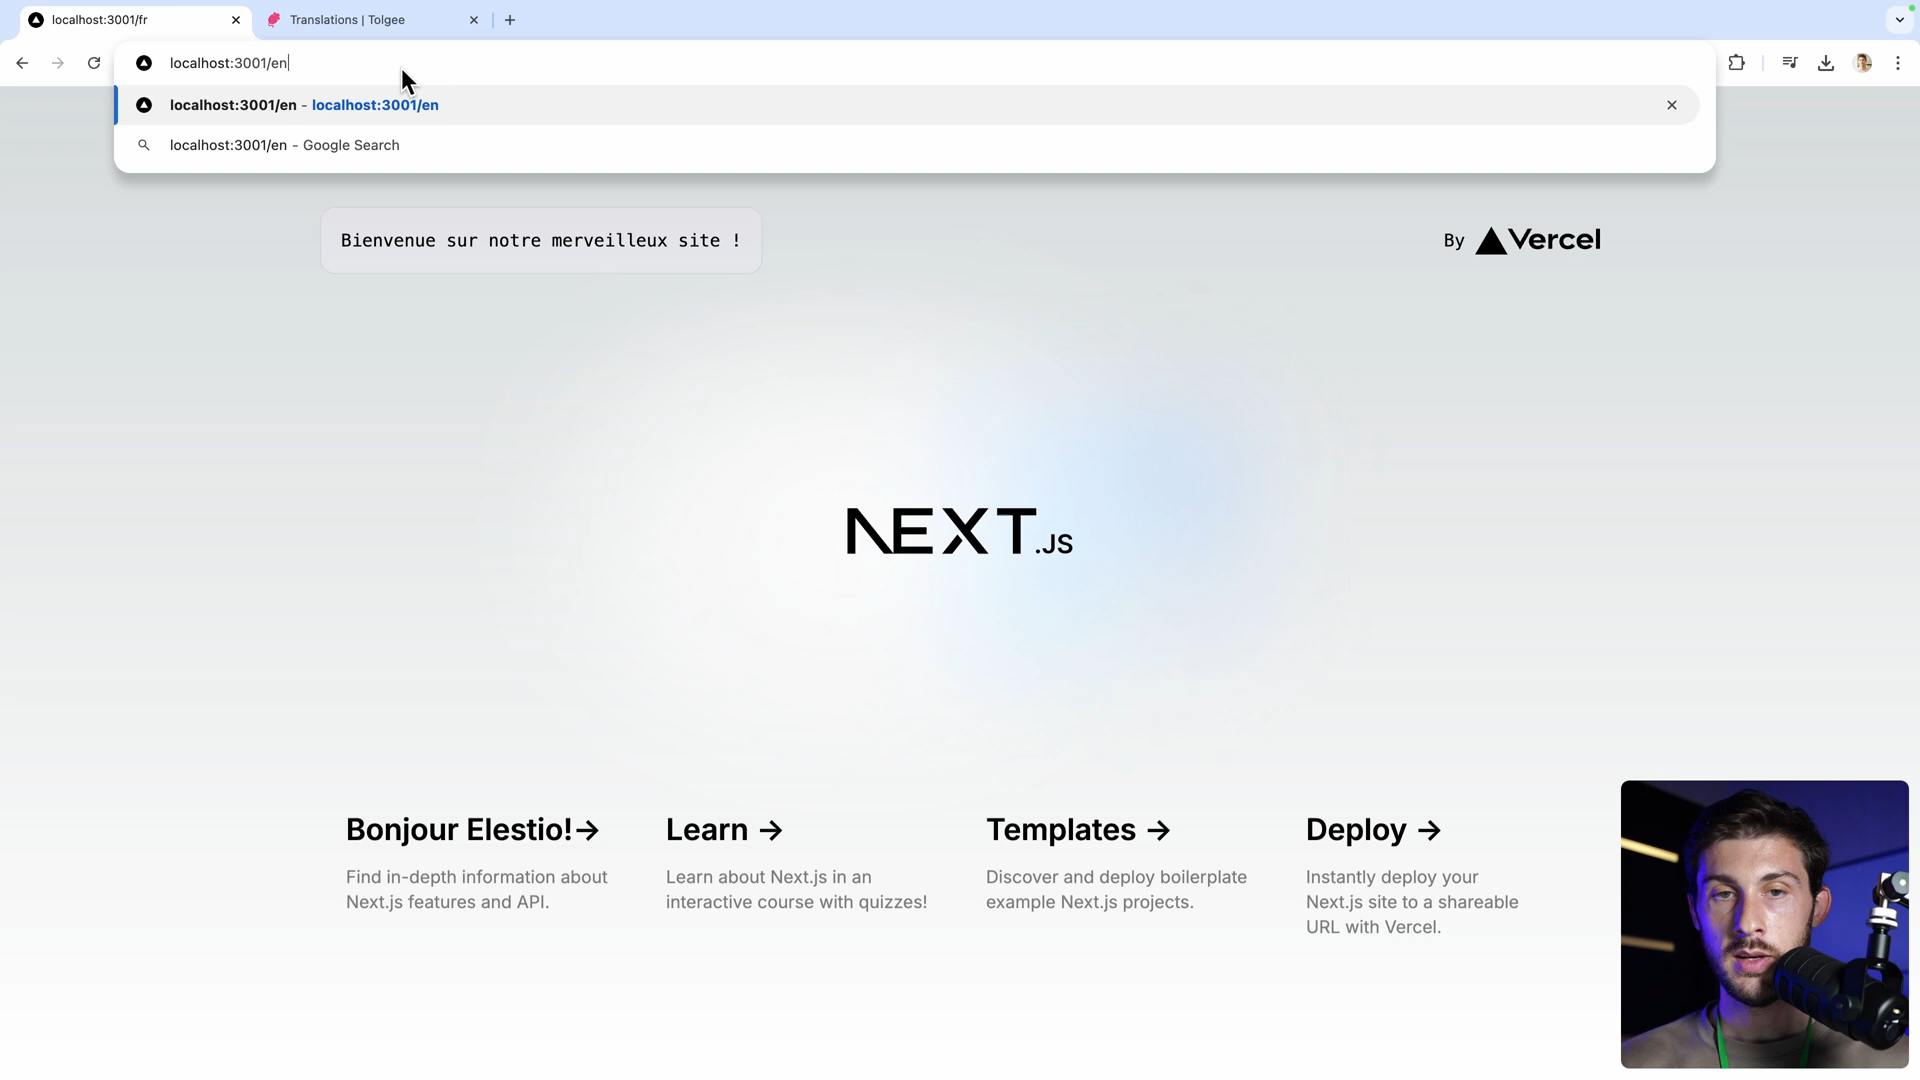 localhost:3001/fr
Translations | Tolgee
localhost:3001/en
localhost:3001/en - localhost:3001/en
localhost:3001/en - Google Search
Bienvenue sur notre merveilleux site !
By Vercel
NEXT.JS
Bonjour Elestio!→
Find in-depth information about
Next.js features and API.
Learn →
Learn about Next.js in an
interactive course with quizzes!
Templates →
Discover and deploy boilerplate
example Next.js projects.
Deploy →
Instantly deploy your
Next.js site to a shareable
URL with Vercel.